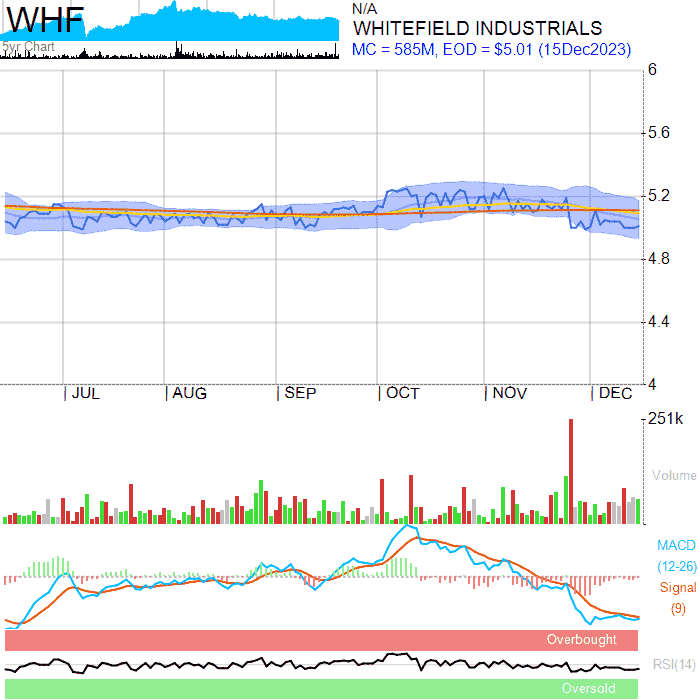 WHF
5yr Chart
N/A
WHITEFIELD INDUSTRIALS
MC = 585M, EOD = $5.01 (15Dec2023)
6
5.6
5.2
4.8
4.4
4
JUL AUG SEP OCT NOV DEC
251k
Volume
MACD
(12-26)
Signal
(9)
Overbought
RSI(14)
Oversold